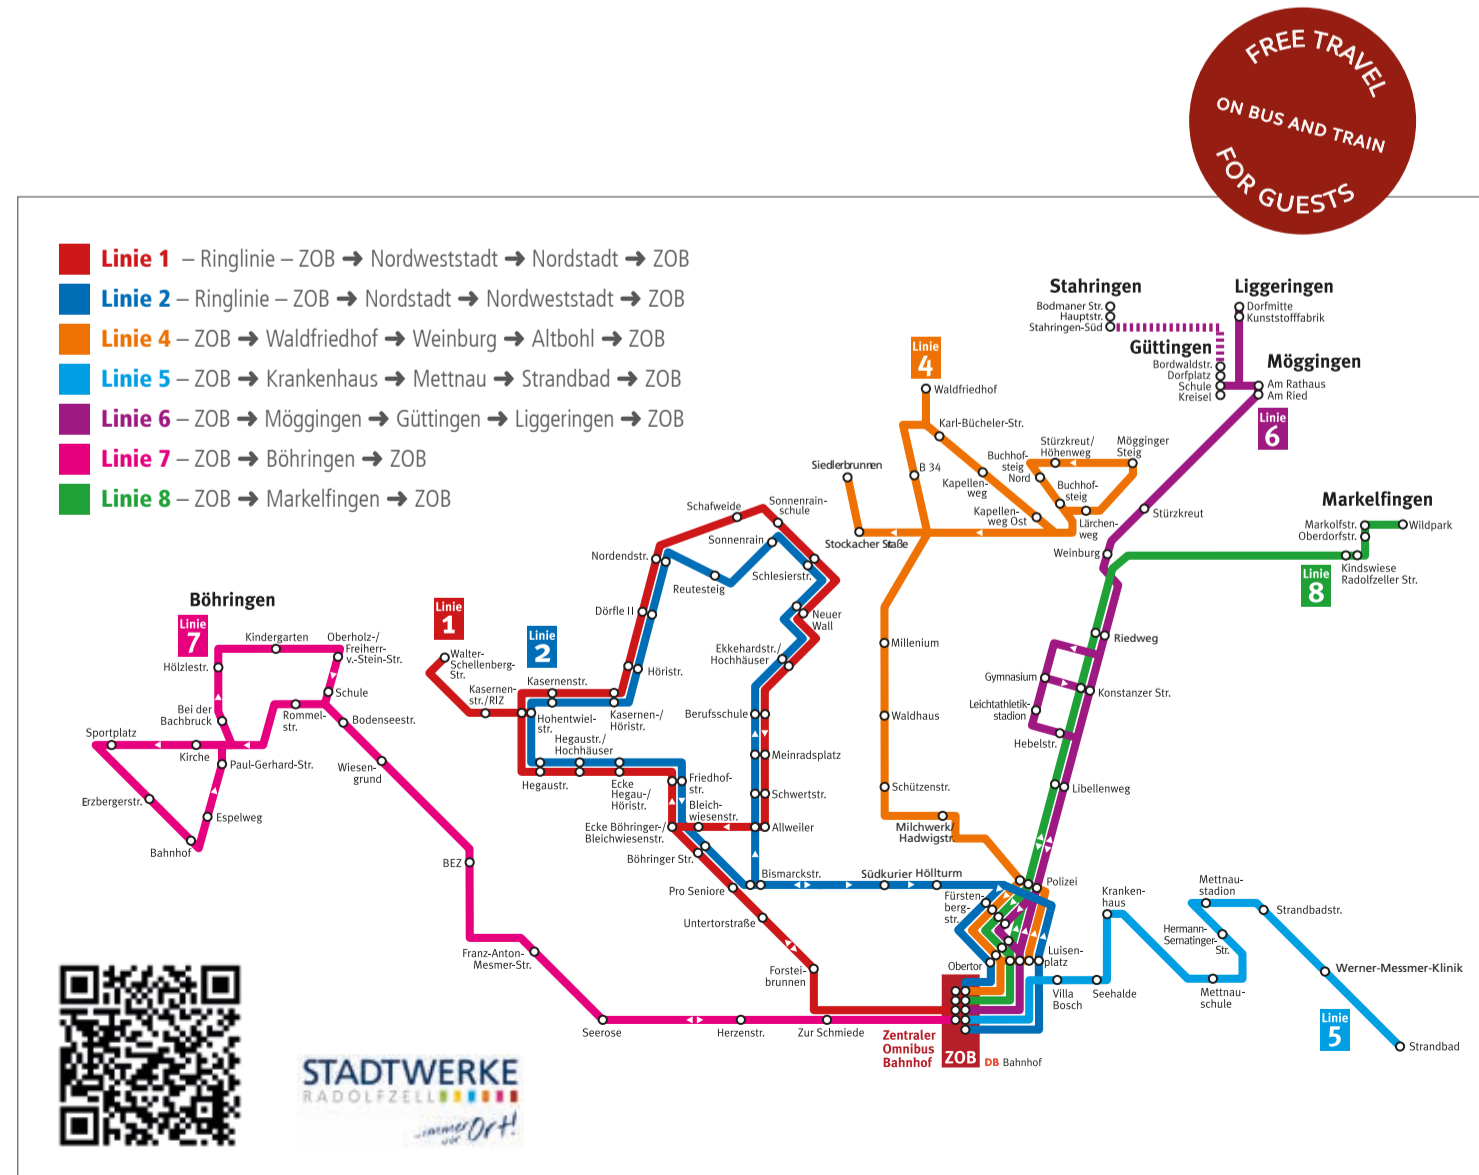 FREE TRAVEL
ON BUS AND TRAIN
FOR GUESTS
Linie 1 – Ringlinie – ZOB ➜ Nordweststadt ➜ Nordstadt ➜ ZOB
Linie 2 – Ringlinie – ZOB ➜ Nordstadt ➜ Nordweststadt ➜ ZOB
Linie 4 – ZOB ➜ Waldfriedhof ➜ Weinburg ➜ Altbohl ➜ ZOB
Linie 5 – ZOB ➜ Krankenhaus ➜ Mettnau ➜ Strandbad ➜ ZOB
Linie 6 – ZOB ➜ Möggingen ➜ Güttingen ➜ Liggeringen ➜ ZOB
Linie 7 – ZOB ➜ Böhringen ➜ ZOB
Linie 8 – ZOB ➜ Markelfingen ➜ ZOB
Stahringen
Bodmaner Str.
Hauptstr.
Stahringen-Süd
Liggeringen
Dorfmitte
Kunststofffabrik
Güttingen
Bordwaldstr.
Dorfplatz
Schule
Kreisel
Möggingen
Am Rathaus
Am Ried
Linie
6
Linie
4
Waldfriedhof
Karl-Bücheler-Str.
Siedlerbrunnen
B 34
Kapellen-
weg
Kapellen-
weg Ost
Buchhof-
steig
Nord
Stürzkreut/
Höhenweg
Mögginger
Steig
Buchhof-
steig
Lärchen-
weg
Stockacher Staße
Stürzkreut
Weinburg
Markelfingen
Markolfstr.
Oberdorfstr.
Wildpark
Kindswiese
Radolfzeller Str.
Linie
8
Schafweide
Sonnenrain-
schule
Sonnenrain
Nordendstr.
Reutesteig
Schlesierstr.
Dörfle II
Neuer
Wall
Ekkehardstr./
Hochhäuser
Höristr.
Böhringen
Linie
7
Kindergarten
Oberholz-/
Freiherr-
v.-Stein-Str.
Hölzlestr.
Schule
Bei der
Bachbruck
Rommel-
str.
Bodenseestr.
Sportplatz
Kirche
Paul-Gerhard-Str.
Wiesen-
grund
Erzbergerstr.
Espelweg
Bahnhof
BEZ
Franz-Anton-
Mesmer-Str.
Seerose
Herzenstr.
Zur Schmiede
Linie
1
Walter-
Schellenberg-
Str.
Kasernen-
str./RIZ
Linie
2
Kasernenstr.
Kasernen-/
Höristr.
Hohentwiel-
str.
Hegaustr./
Hochhäuser
Hegaustr.
Ecke
Hegau-/
Höristr.
Friedhof-
str.
Bleich-
wiesenstr.
Ecke Böhringer-/
Bleichwiesenstr.
Böhringer Str.
Pro Seniore
Untertorstraße
Forstei-
brunnen
Berufsschule
Meinradsplatz
Schwertstr.
Allweiler
Bismarckstr.
Südkurier
Höllturm
Millenium
Waldhaus
Schützenstr.
Milchwerk/
Hadwigstr.
Riedweg
Gymnasium
Konstanzer Str.
Leichtathletik-
stadion
Hebelstr.
Libellenweg
Polizei
Fürsten-
berg-
str.
Obertor
Luisen-
platz
Villa
Bosch
Seehalde
Kranken-
haus
Mettnau-
stadion
Hermann-
Sernatinger-
Str.
Mettnau-
schule
Strandbadstr.
Werner-Messmer-Klinik
Linie
5
Strandbad
Zentraler
Omnibus
Bahnhof
ZOB
DB Bahnhof
STADTWERKE
RADOLFZELL
...immer vor Ort!